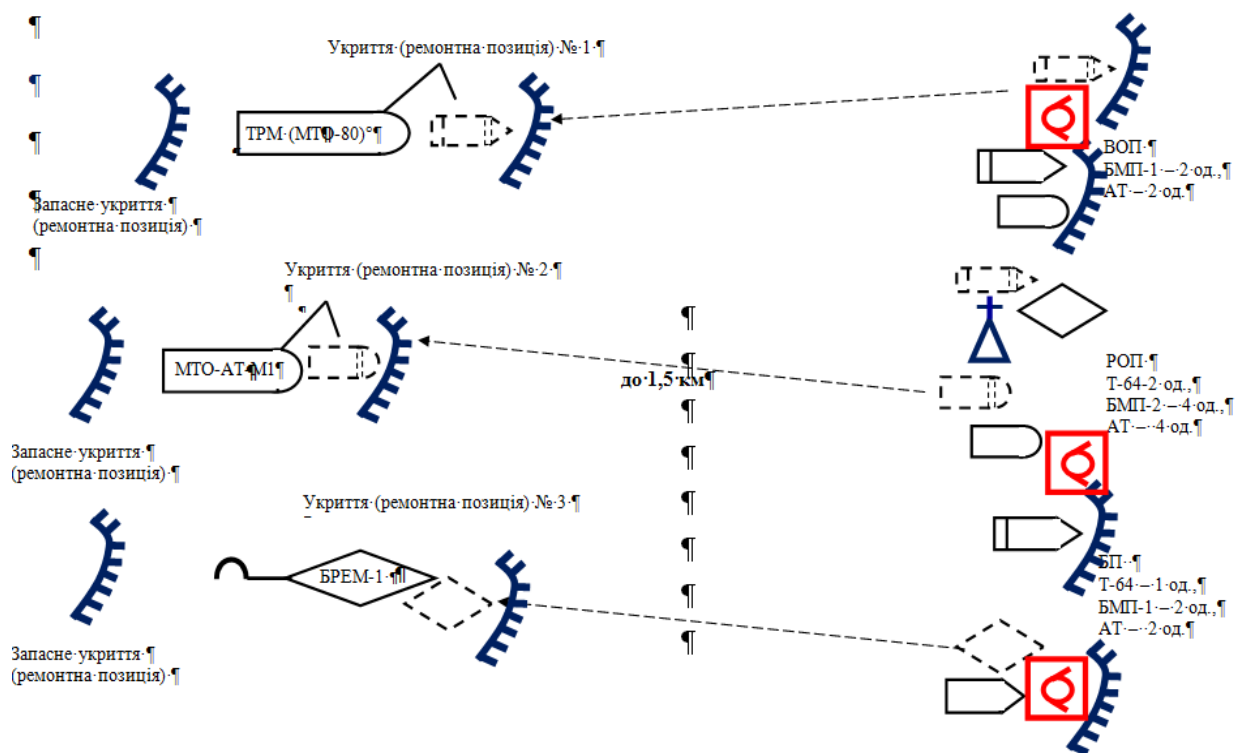 Укриття (ремонтна позиція) № 1 ¶
ТРМ (МТО-80)°¶
ВОП ¶
БМП-1 – 2 од.,¶
АТ – 2 од.¶
Запасне укриття ¶
(ремонтна позиція) ¶
Укриття (ремонтна позиція) № 2 ¶
МТО-АТ-М1¶
до 1,5 км¶
РОП ¶
Т-64-2 од.,¶
БМП-2 – 4 од.,¶
АТ – 4 од.¶
Запасне укриття ¶
(ремонтна позиція) ¶
Укриття (ремонтна позиція) № 3 ¶
БРЕМ-1 ¶
БП ¶
Т-64 – 1 од.,¶
БМП-1 – 2 од.,¶
АТ – 2 од.¶
Запасне укриття ¶
(ремонтна позиція) ¶